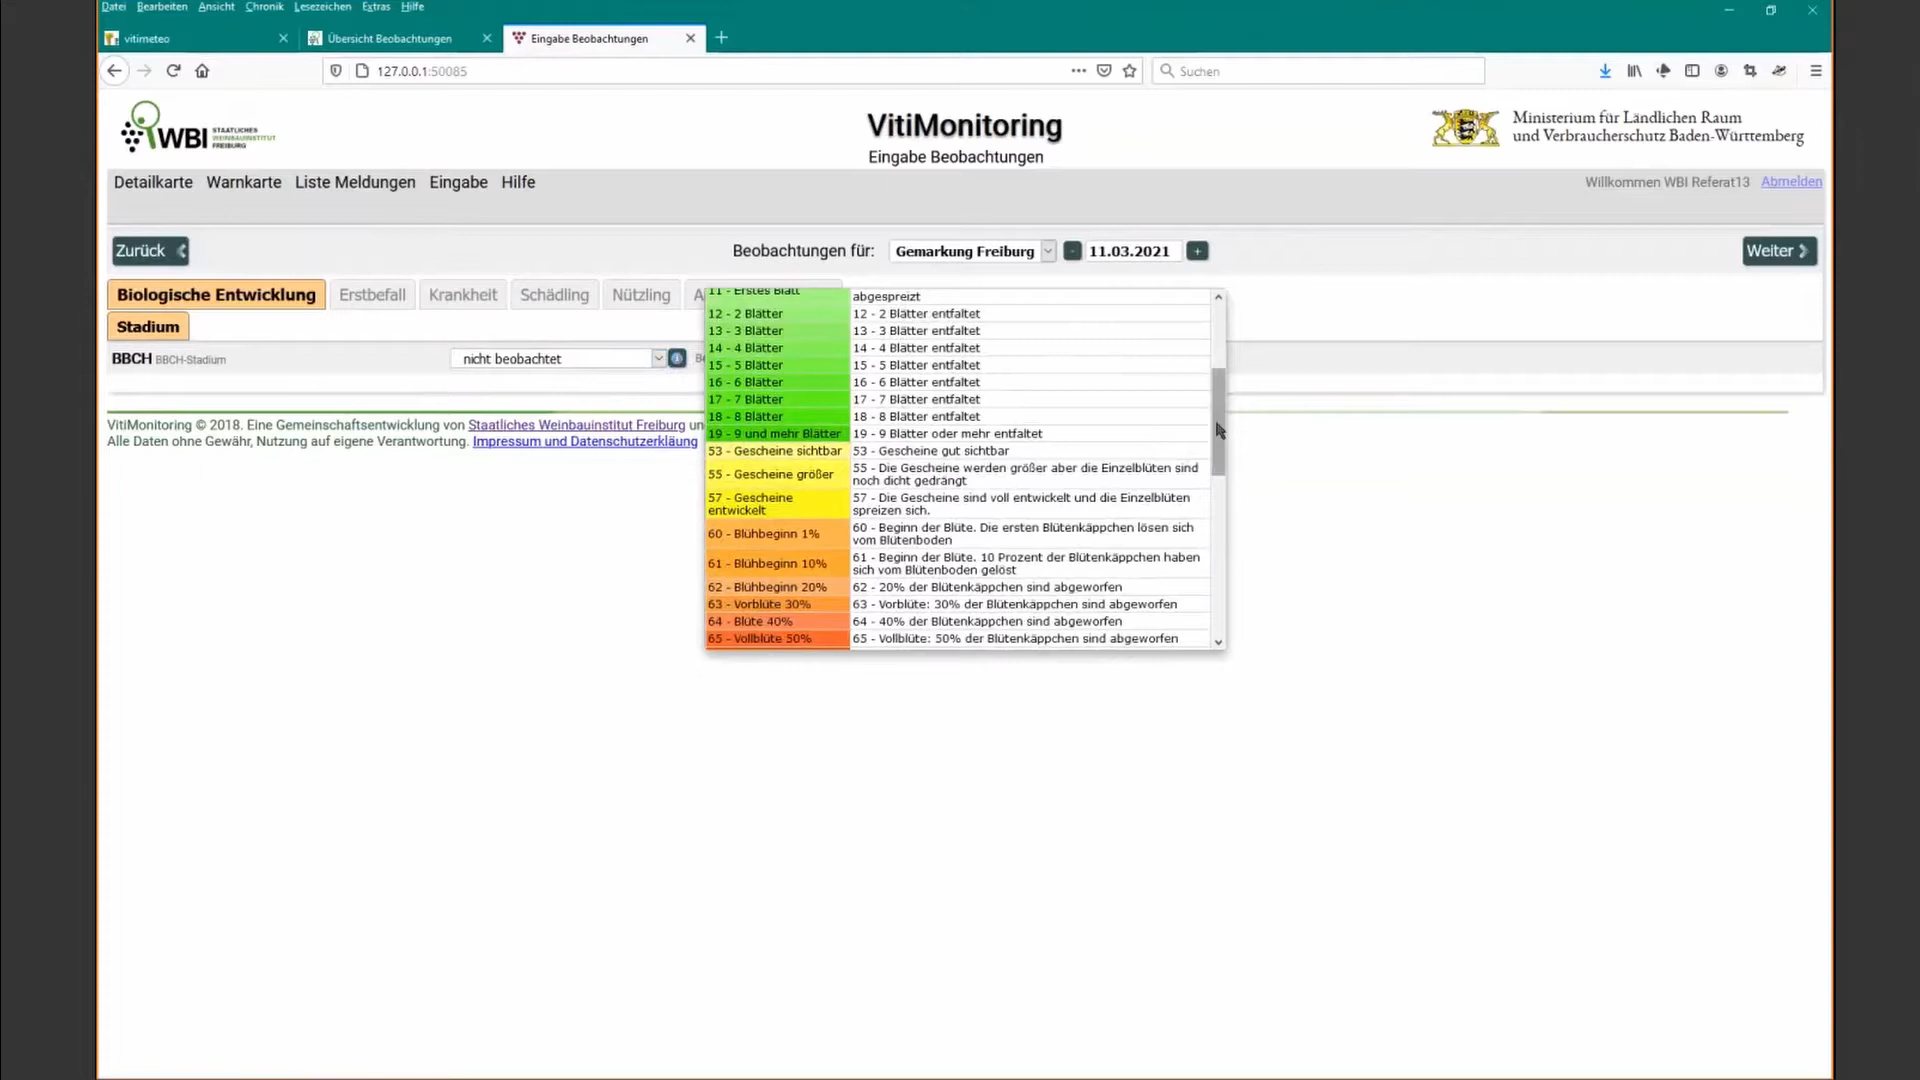 Datei Bearbeiten Ansicht Chronik Lesezeichen Extras Hilfe
vitimeteo Übersicht Beobachtungen Eingabe Beobachtungen
127.0.0.1:50085 Suchen
WBI STAATLICHES WEINBAUINSTITUT FREIBURG
VitiMonitoring
Eingabe Beobachtungen
Ministerium für Ländlichen Raum
und Verbraucherschutz Baden-Württemberg
Detailkarte Warnkarte Liste Meldungen Eingabe Hilfe
Willkommen WBI Referat13 Abmelden
Zurück Beobachtungen für: Gemarkung Freiburg - 11.03.2021 + Weiter
Biologische Entwicklung Erstbefall Krankheit Schädling Nützling
Stadium
BBCH BBCH-Stadium nicht beobachtet
11 - Erstes Blatt abgespreizt
12 - 2 Blätter 12 - 2 Blätter entfaltet
13 - 3 Blätter 13 - 3 Blätter entfaltet
14 - 4 Blätter 14 - 4 Blätter entfaltet
15 - 5 Blätter 15 - 5 Blätter entfaltet
16 - 6 Blätter 16 - 6 Blätter entfaltet
17 - 7 Blätter 17 - 7 Blätter entfaltet
18 - 8 Blätter 18 - 8 Blätter entfaltet
19 - 9 und mehr Blätter 19 - 9 Blätter oder mehr entfaltet
53 - Gescheine sichtbar 53 - Gescheine gut sichtbar
55 - Gescheine größer 55 - Die Gescheine werden größer aber die Einzelblüten sind
noch dicht gedrängt
57 - Gescheine
entwickelt
57 - Die Gescheine sind voll entwickelt und die Einzelblüten
spreizen sich.
60 - Blühbeginn 1% 60 - Beginn der Blüte. Die ersten Blütenkäppchen lösen sich
vom Blütenboden
61 - Blühbeginn 10% 61 - Beginn der Blüte. 10 Prozent der Blütenkäppchen haben
sich vom Blütenboden gelöst
62 - Blühbeginn 20% 62 - 20% der Blütenkäppchen sind abgeworfen
63 - Vorblüte 30% 63 - Vorblüte: 30% der Blütenkäppchen sind abgeworfen
64 - Blüte 40% 64 - 40% der Blütenkäppchen sind abgeworfen
65 - Vollblüte 50% 65 - Vollblüte: 50% der Blütenkäppchen sind abgeworfen
VitiMonitoring © 2018. Eine Gemeinschaftsentwicklung von Staatliches Weinbauinstitut Freiburg
Alle Daten ohne Gewähr, Nutzung auf eigene Verantwortung. Impressum und Datenschutzerkläung